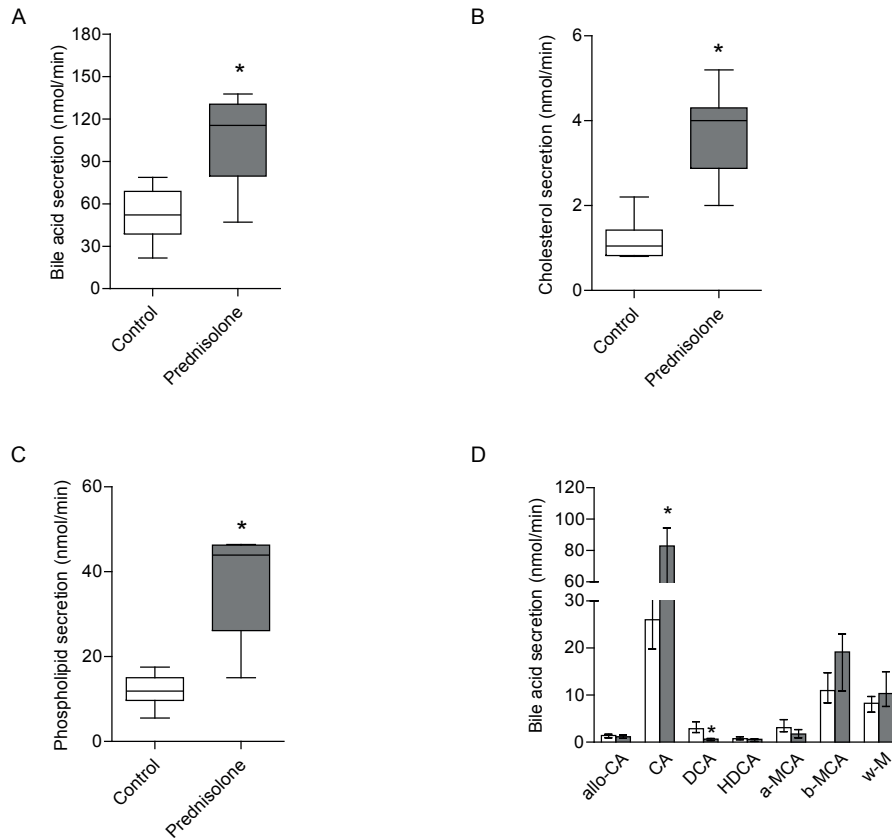 A
Bile acid secretion (nmol/min)
180
150
120
90
60
30
0
*
Control
Prednisolone
B
Cholesterol secretion (nmol/min)
6
4
2
0
*
Control
Prednisolone
C
Phospholipid secretion (nmol/min)
60
40
20
0
*
Control
Prednisolone
D
Bile acid secretion (nmol/min)
120
100
80
60
30
20
10
0
*
*
allo-CA
CA
DCA
HDCA
a-MCA
b-MCA
w-M